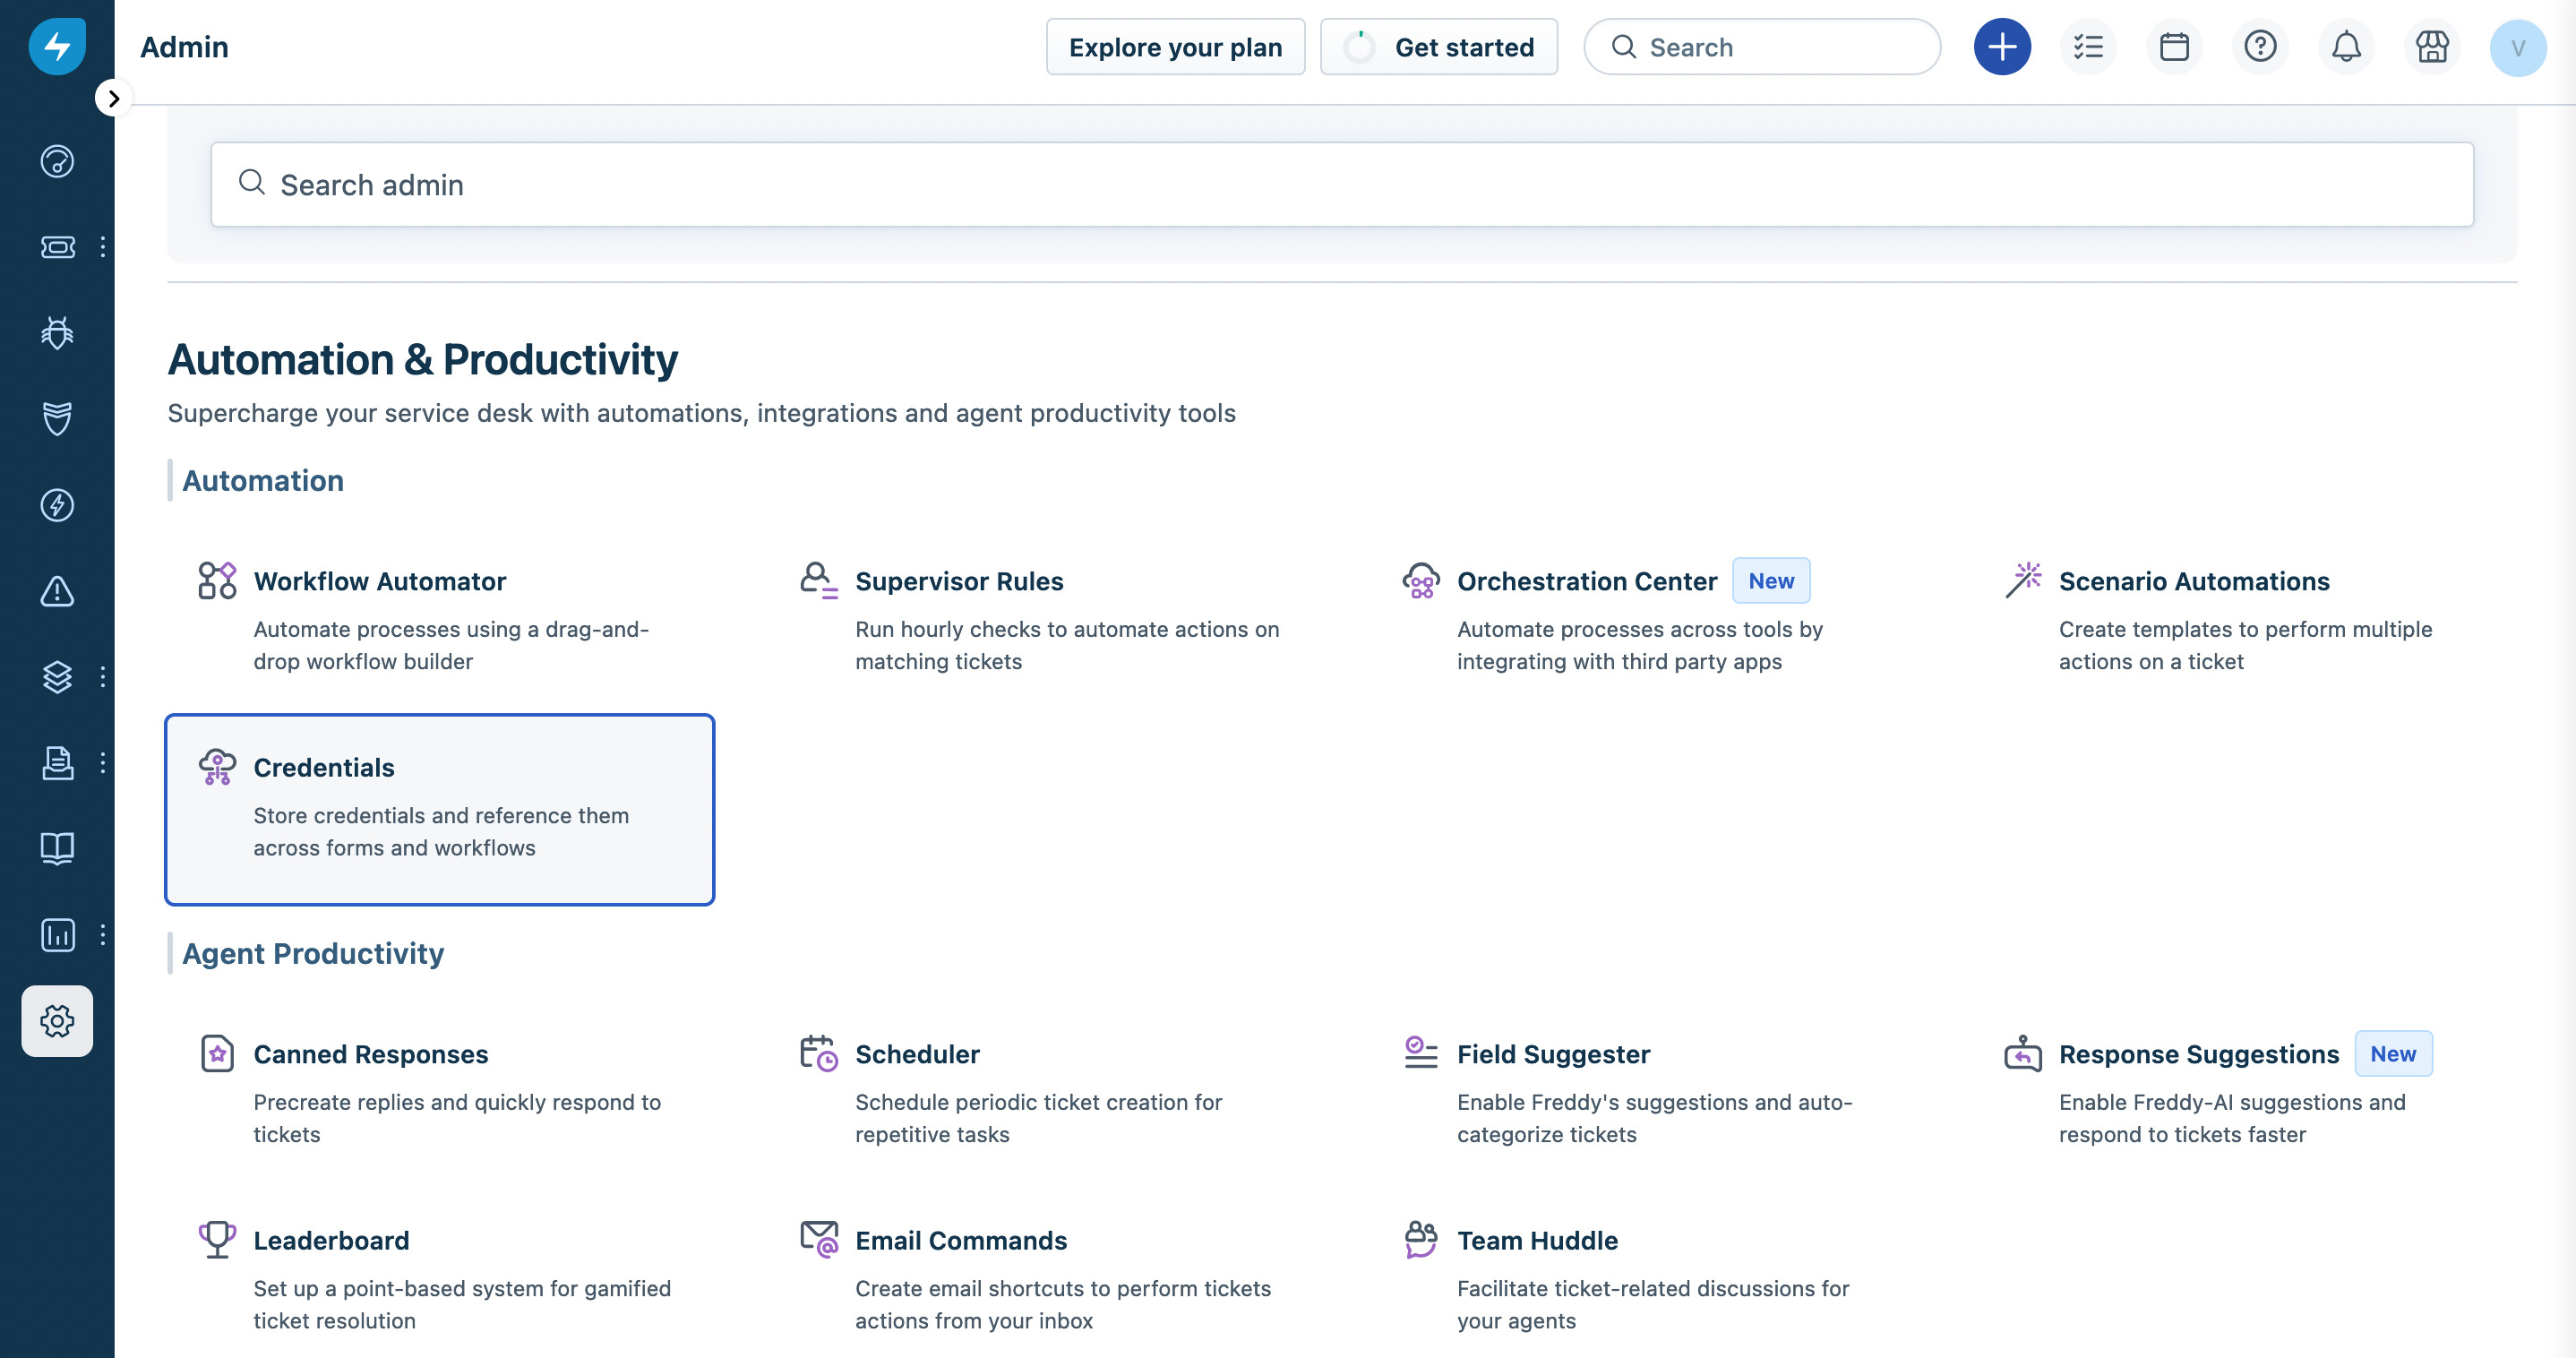 Admin
Explore your plan
Get started
Search
V
Search admin
Automation & Productivity
Supercharge your service desk with automations, integrations and agent productivity tools
Automation
Workflow Automator
Automate processes using a drag-and-
drop workflow builder
Supervisor Rules
Run hourly checks to automate actions on
matching tickets
Orchestration Center New
Automate processes across tools by
integrating with third party apps
Scenario Automations
Create templates to perform multiple
actions on a ticket
Credentials
Store credentials and reference them
across forms and workflows
Agent Productivity
Canned Responses
Precreate replies and quickly respond to
tickets
Scheduler
Schedule periodic ticket creation for
repetitive tasks
Field Suggester
Enable Freddy's suggestions and auto-
categorize tickets
Response Suggestions New
Enable Freddy-AI suggestions and
respond to tickets faster
Leaderboard
Set up a point-based system for gamified
ticket resolution
Email Commands
Create email shortcuts to perform tickets
actions from your inbox
Team Huddle
Facilitate ticket-related discussions for
your agents